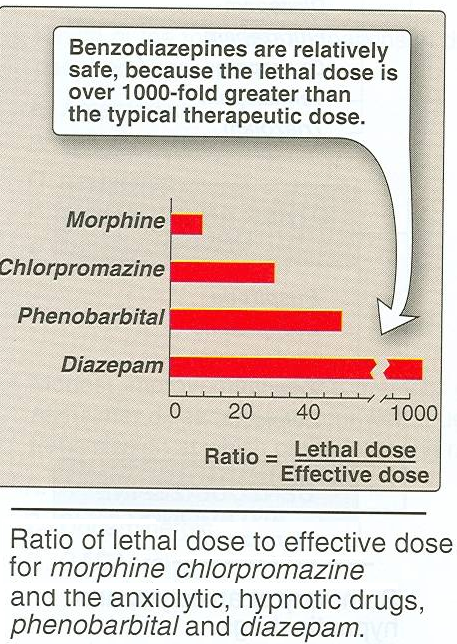 Benzodiazepines are relatively
safe, because the lethal dose is
over 1000-fold greater than
the typical therapeutic dose.
Morphine
Chlorpromazine
Phenobarbital
Diazepam
0 20 40 1000
Ratio = Lethal dose
Effective dose
Ratio of lethal dose to effective dose
for morphine chlorpromazine
and the anxiolytic, hypnotic drugs,
phenobarbital and diazepam.